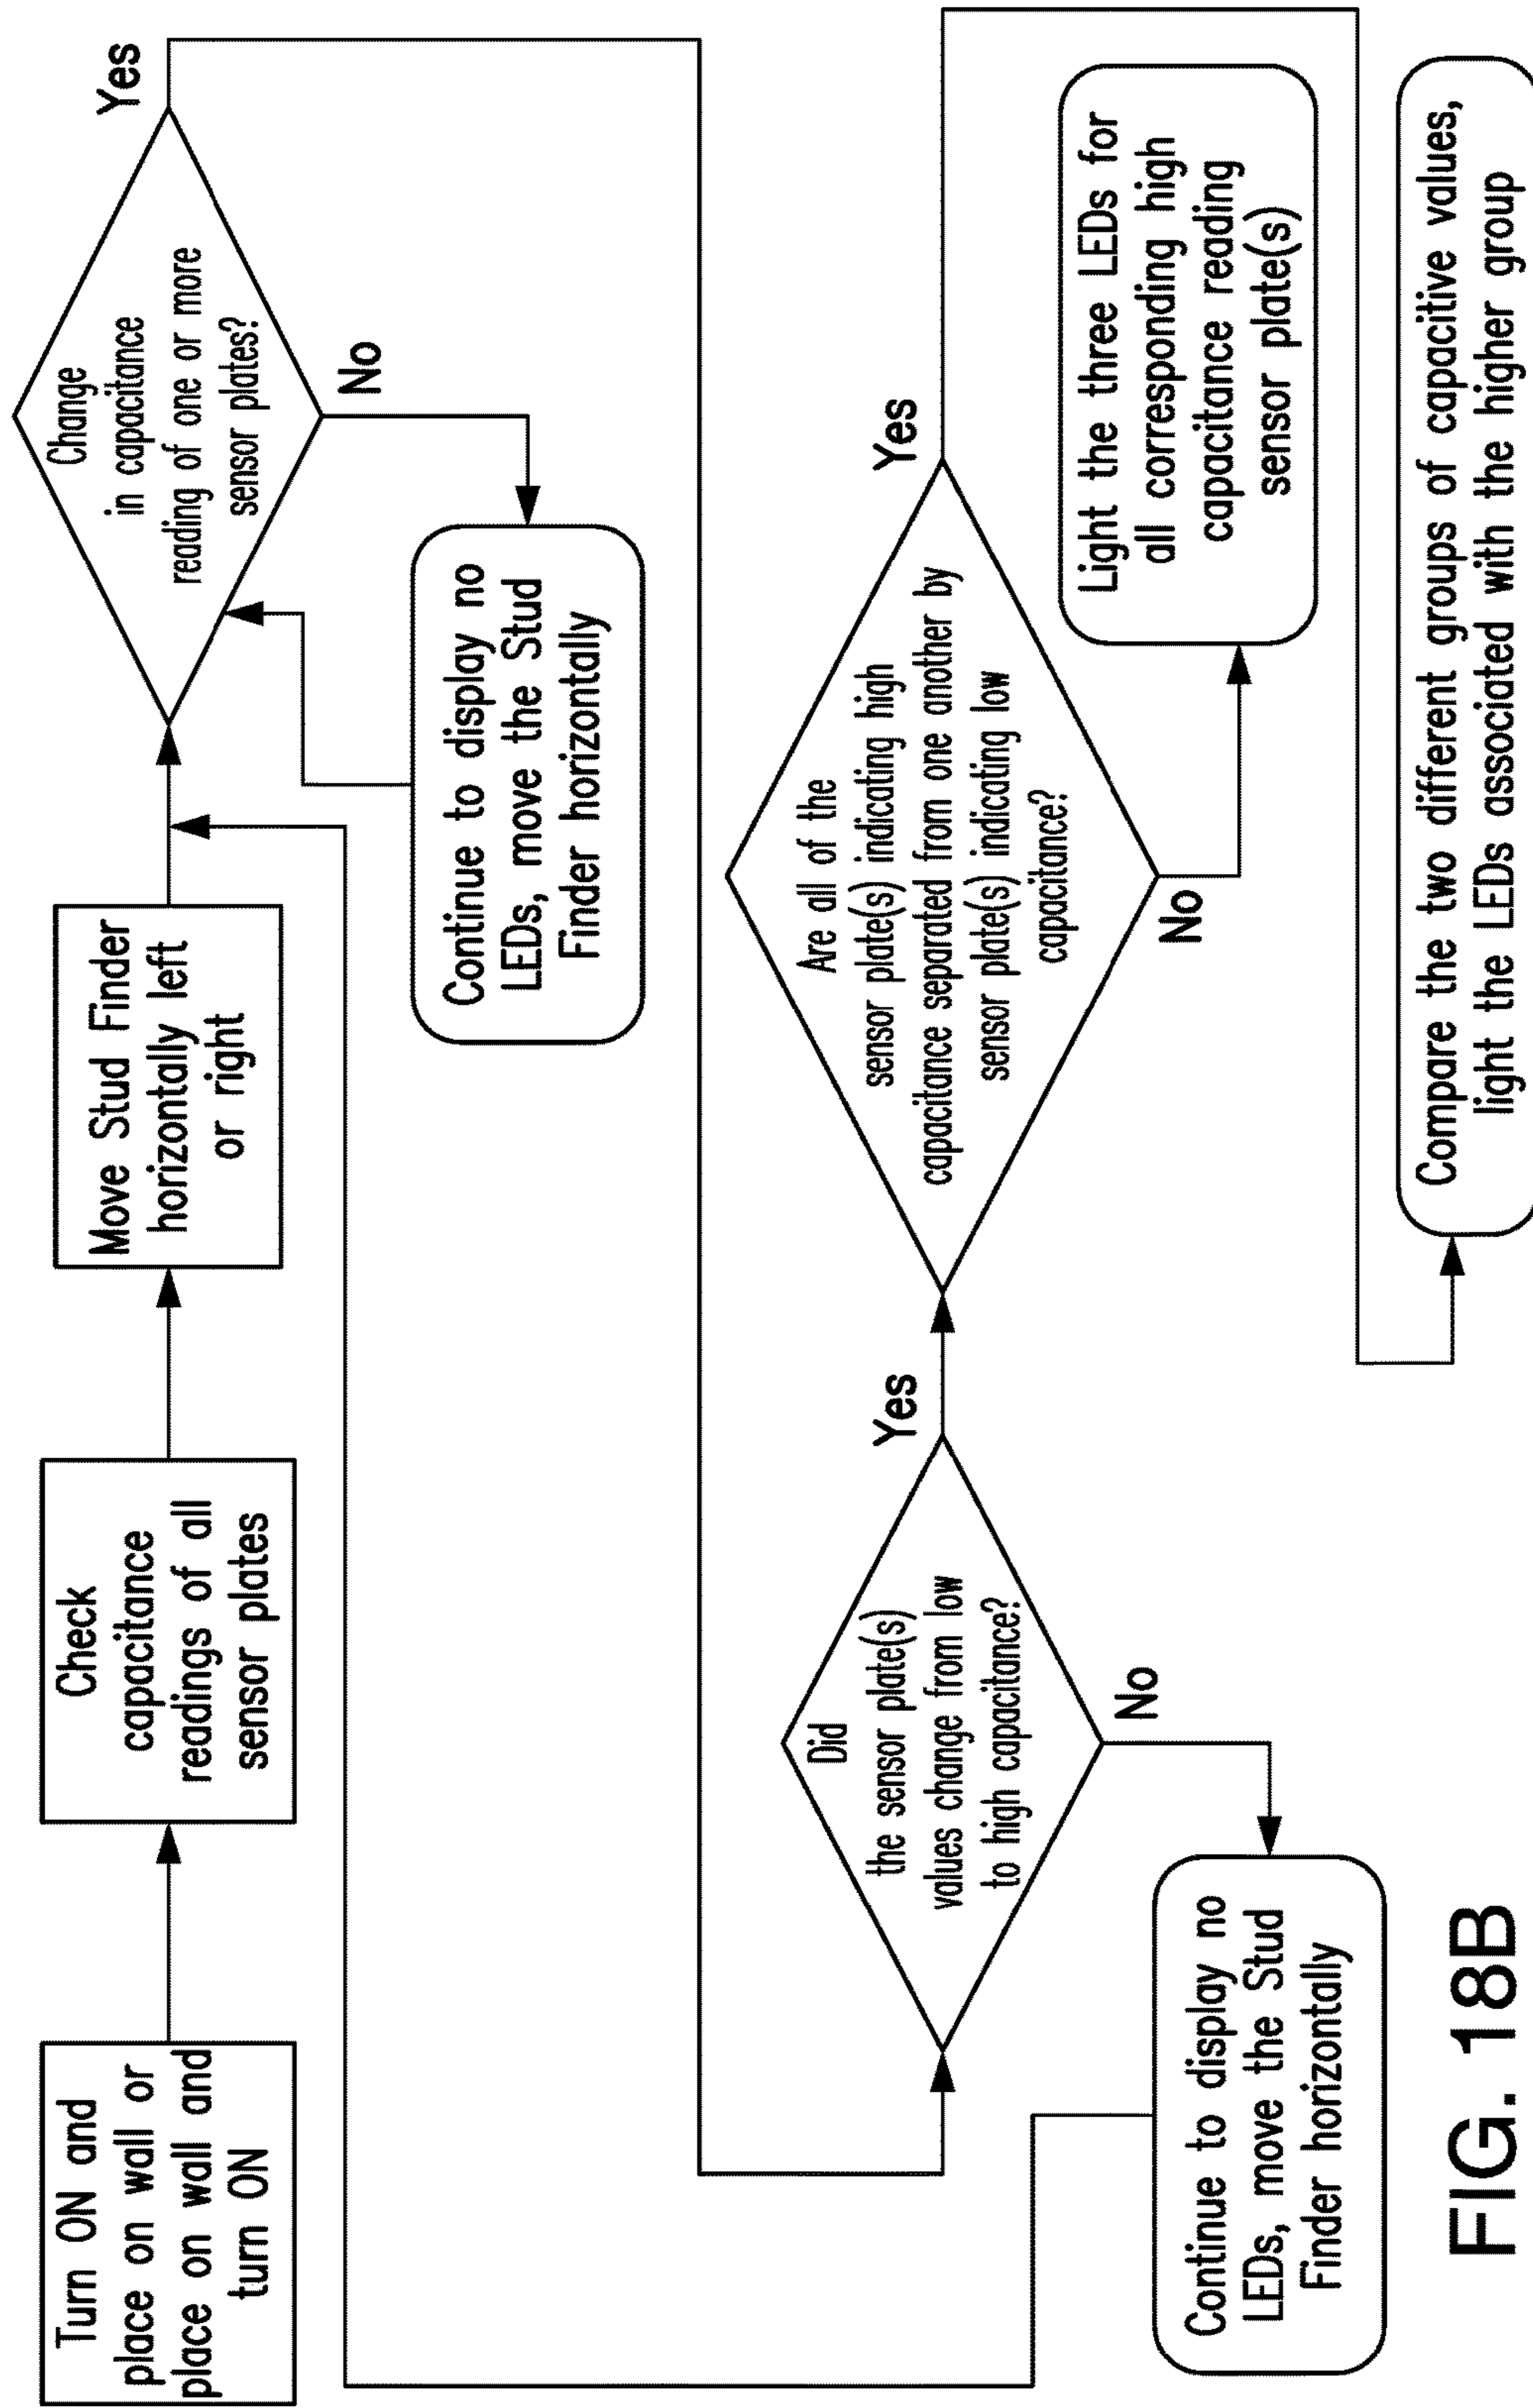 Turn ON and
place on wall or
place on wall and
turn ON
Check
capacitance
readings of all
sensor plates
Move Stud Finder
horizontally left
or right
Change
in capacitance
reading of one or more
sensor plates?
Yes
No
Continue to display no
LEDs, move the Stud
Finder horizontally
Did
the sensor plate(s)
values change from low
to high capacitance?
Yes
No
Continue to display no
LEDs, move the Stud
Finder horizontally
Are all of the
sensor plate(s) indicating high
capacitance separated from one another by
sensor plate(s) indicating low
capacitance?
Yes
No
Light the three LEDs for
all corresponding high
capacitance reading
sensor plate(s)
Compare the two different groups of capacitive values,
light the LEDs associated with the higher group
FIG. 18B